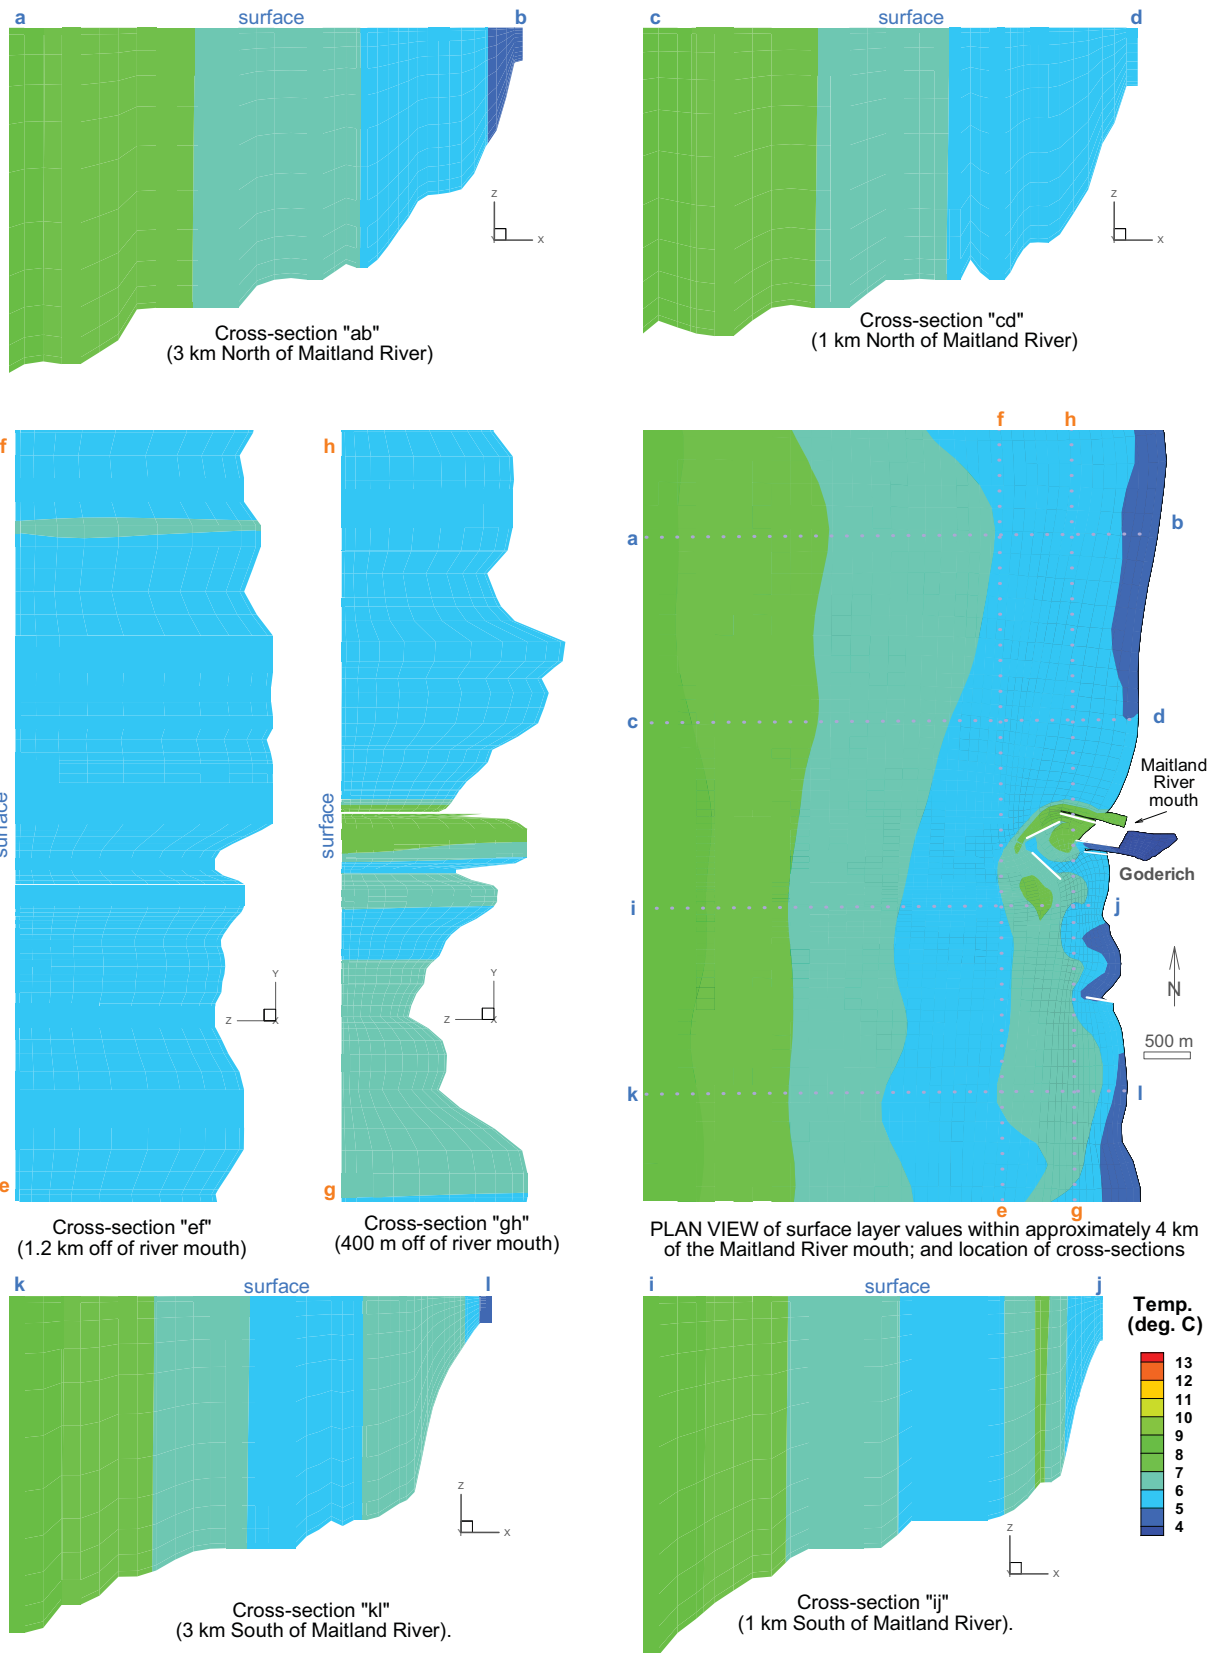 a surface b
c surface d
Z
X
Y
Z
X
Y
Cross-section "ab"
(3 km North of Maitland River)
Cross-section "cd"
(1 km North of Maitland River)
f
h
f h
a
b
c
d
Maitland
River
mouth
Goderich
surface
surface
i
j
N
500 m
Y
Z
X
Y
Z
X
k
l
e
g
e g
Cross-section "ef"
(1.2 km off of river mouth)
Cross-section "gh"
(400 m off of river mouth)
PLAN VIEW of surface layer values within approximately 4 km
of the Maitland River mouth; and location of cross-sections
k surface l
i surface j
Temp.
(deg. C)
13
12
11
10
9
8
7
6
5
4
Z
X
Y
Z
X
Y
Cross-section "kl"
(3 km South of Maitland River).
Cross-section "ij"
(1 km South of Maitland River).